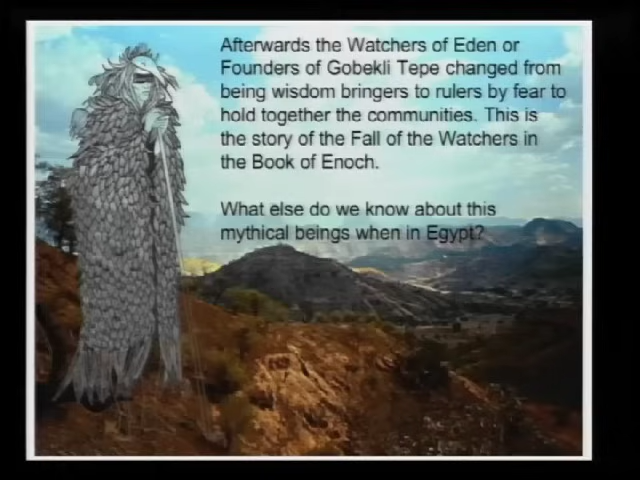 Afterwards the Watchers of Eden or
Founders of Gobekli Tepe changed from
being wisdom bringers to rulers by fear to
hold together the communities. This is
the story of the Fall of the Watchers in
the Book of Enoch.
What else do we know about this
mythical beings when in Egypt?